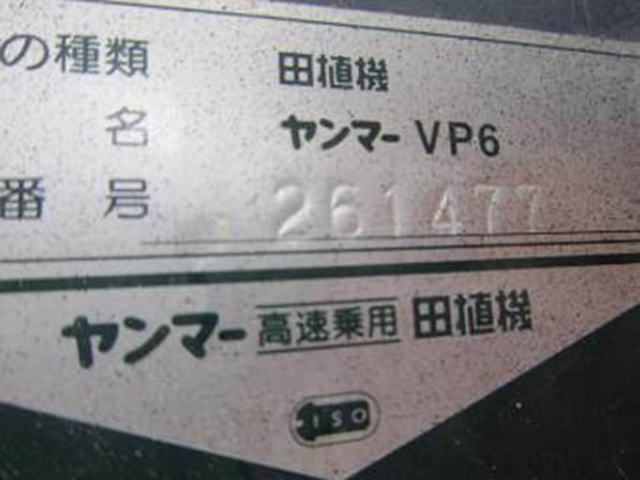 の種類 田植機
名 ヤンマー VP6
番号 261477
ヤンマー 高速乗用 田植機
ISO